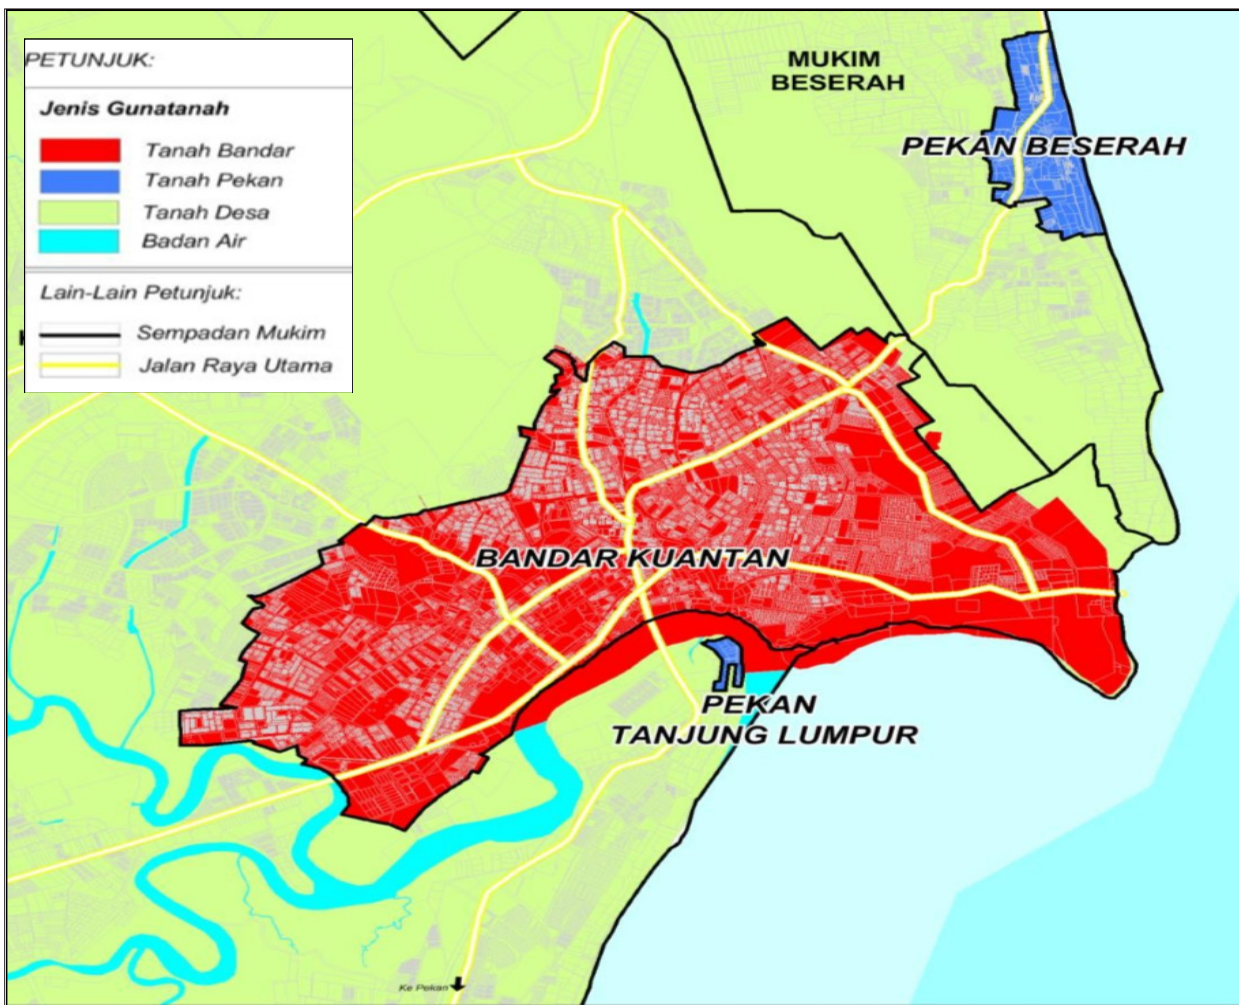 PETUNJUK:
Jenis Gunatanah
Tanah Bandar
Tanah Pekan
Tanah Desa
Badan Air
Lain-Lain Petunjuk:
Sempadan Mukim
Jalan Raya Utama
MUKIM
BESERAH
PEKAN BESERAH
BANDAR KUANTAN
PEKAN
TANJUNG LUMPUR
Ke Pekan